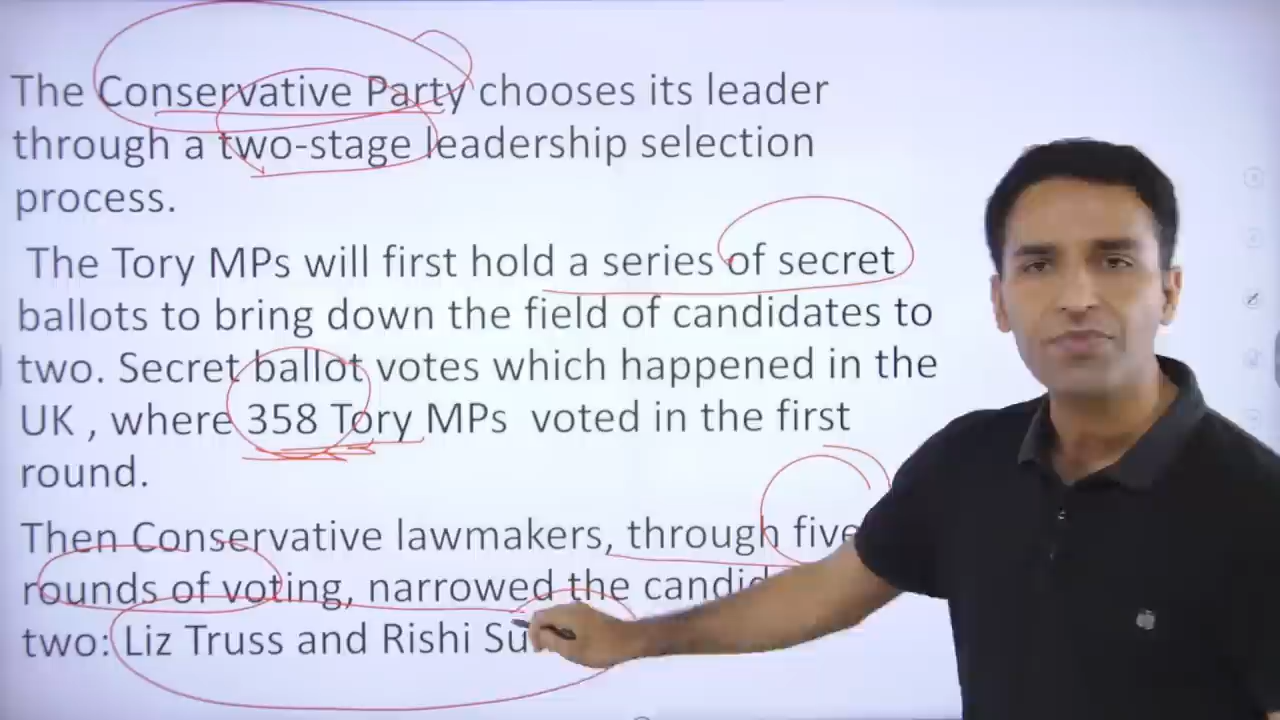 The Conservative Party chooses its leader
through a two-stage leadership selection
process.
The Tory MPs will first hold a series of secret
ballots to bring down the field of candidates to
two. Secret ballot votes which happened in the
UK , where 358 Tory MPs voted in the first
round.
Then Conservative lawmakers, through five
rounds of voting, narrowed the
two: Liz Truss and Rishi